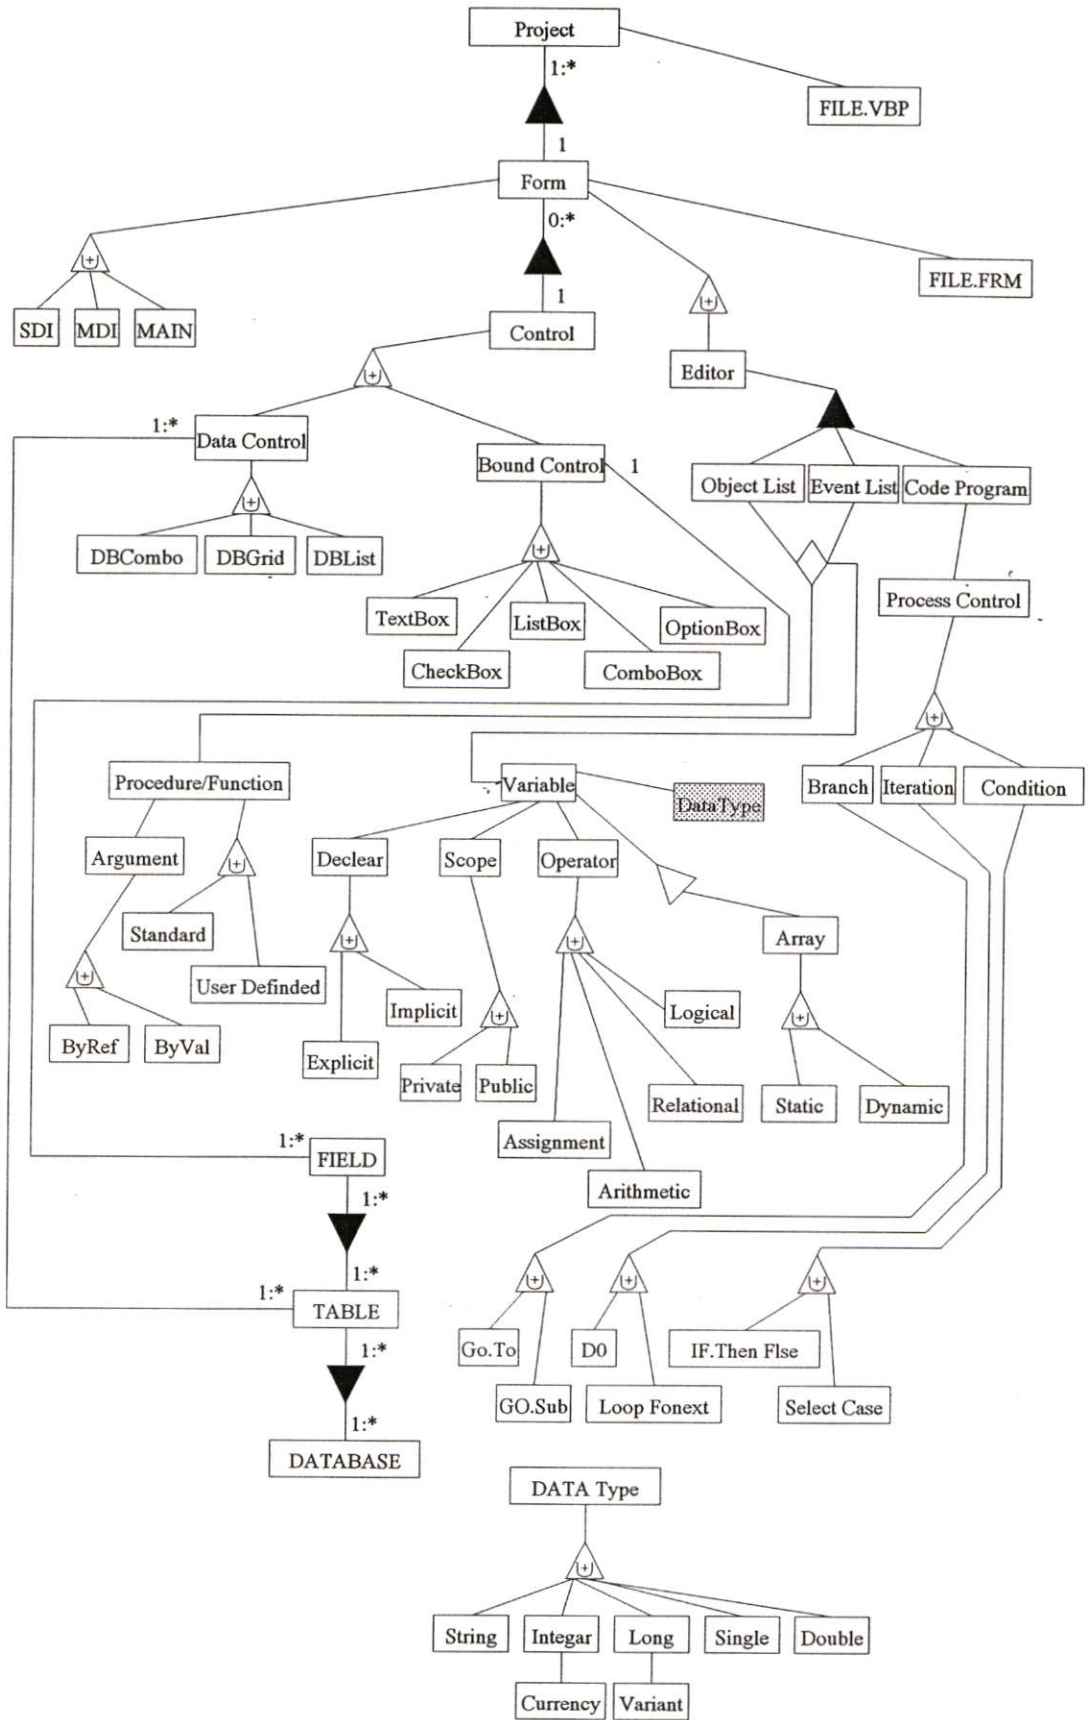 Project
1:*
FILE.VBP
1
Form
0:*
FILE.FRM
1
SDI
MDI
MAIN
Control
Editor
1:*
Data Control
Bound Control
1
Object List
Event List
Code Program
DBCombo
DBGrid
DBList
Process Control
TextBox
ListBox
OptionBox
CheckBox
ComboBox
Procedure/Function
Variable
DataType
Branch
Iteration
Condition
Argument
Declear
Scope
Operator
Standard
Array
User Definded
Implicit
Logical
ByRef
ByVal
Explicit
Private
Public
Relational
Static
Dynamic
Assignment
1:*
FIELD
Arithmetic
1:*
1:*
1:*
TABLE
1:*
Go.To
D0
IF.Then Flse
GO.Sub
Loop Fonext
Select Case
1:*
DATABASE
DATA Type
String
Integar
Long
Single
Double
Currency
Variant